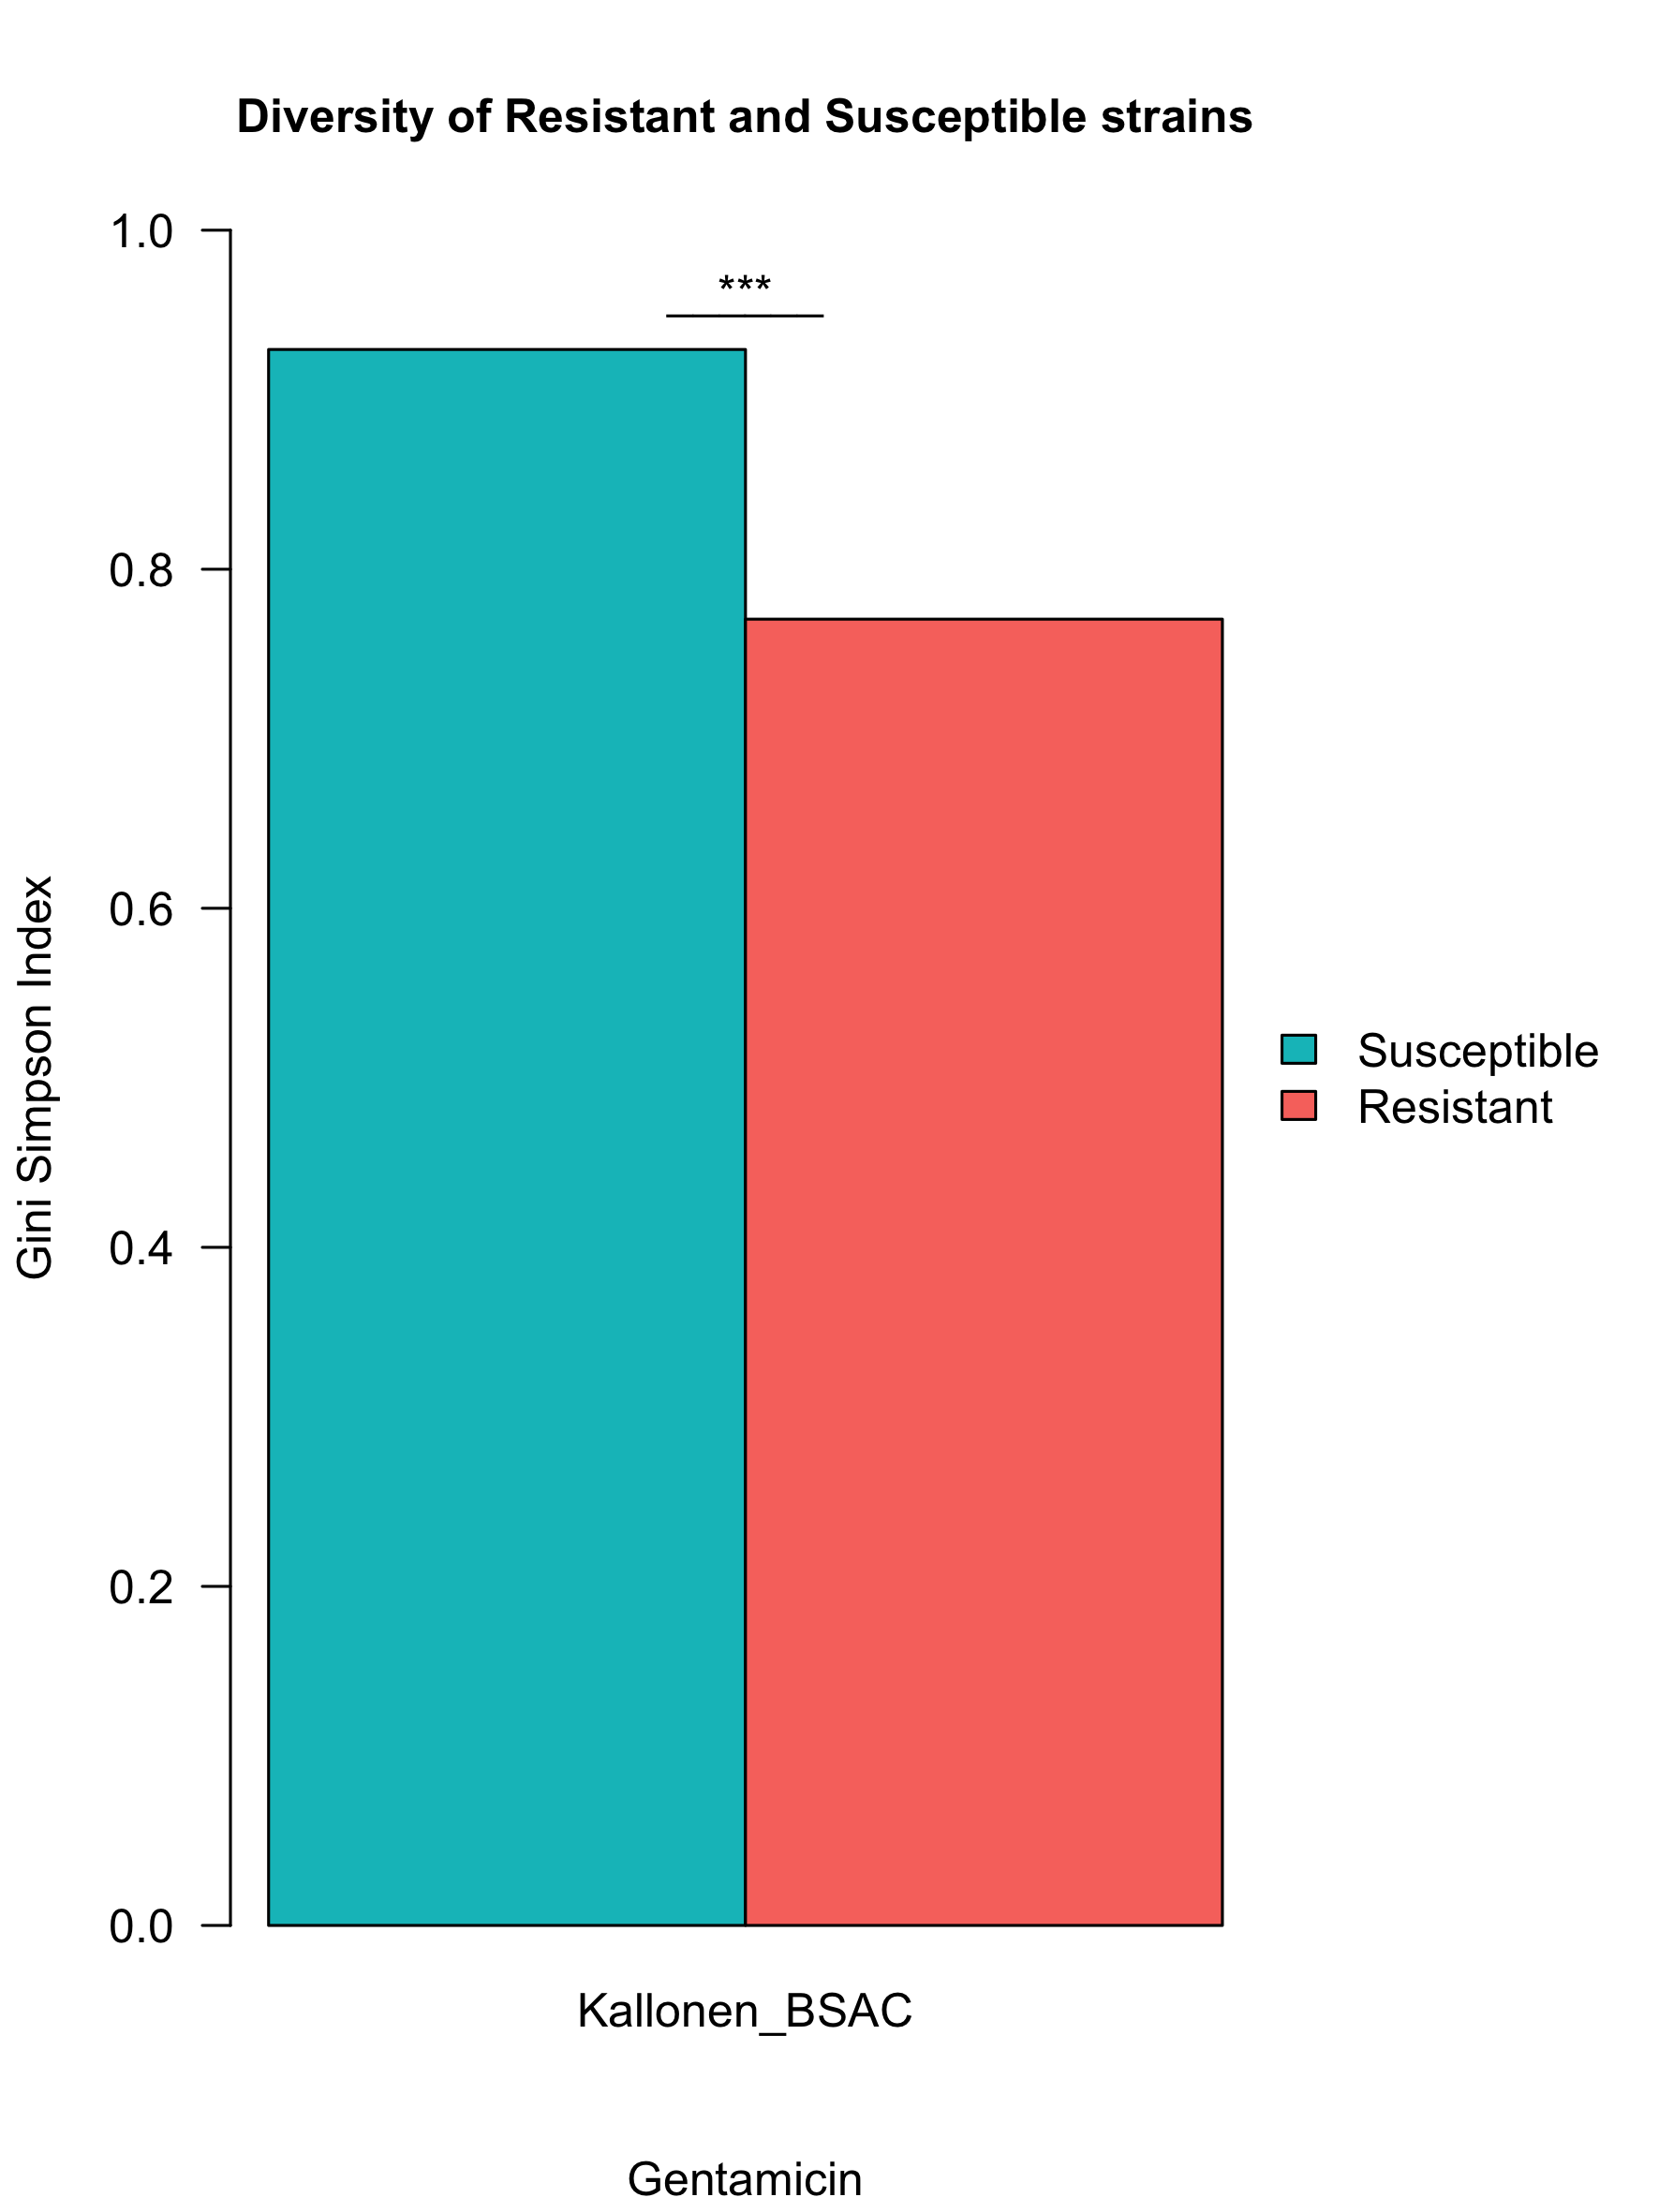 Diversity of Resistant and Susceptible strains
1.0
***
0.8
0.6
0.4
0.2
0.0
Gini Simpson Index
Susceptible
Resistant
Kallonen_BSAC
Gentamicin